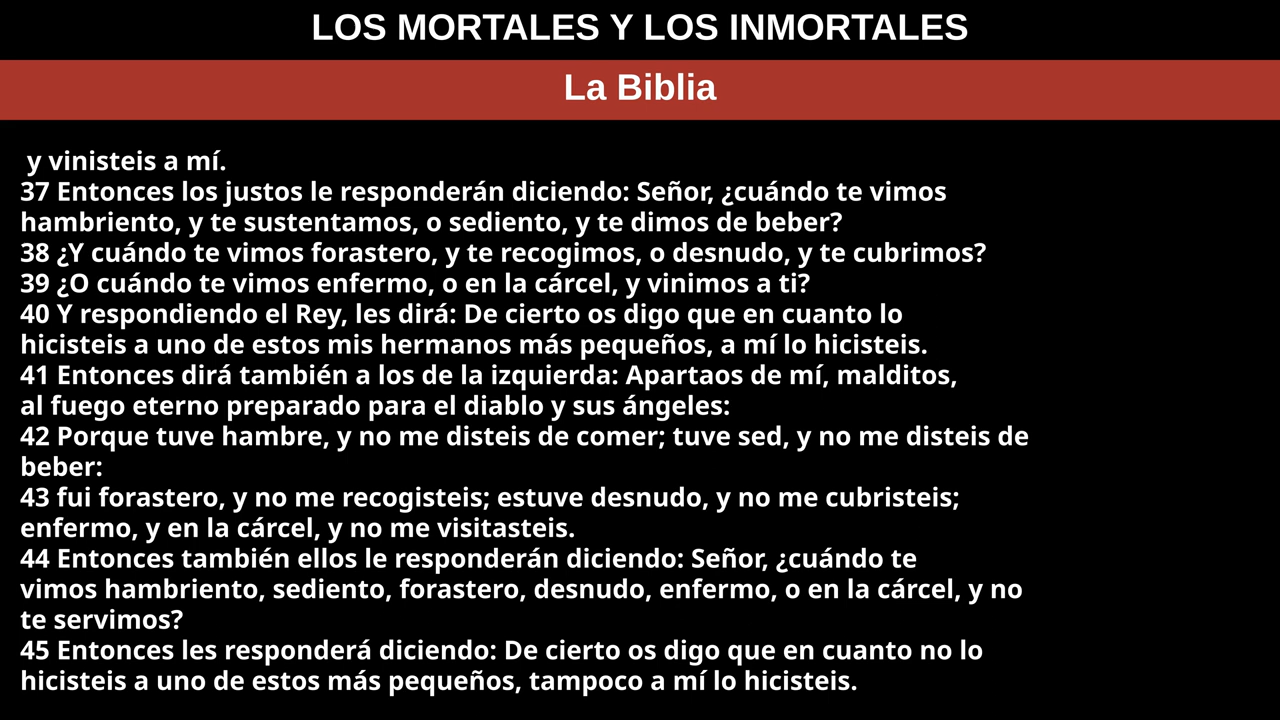 LOS MORTALES Y LOS INMORTALES
La Biblia
y vinisteis a mí.
37 Entonces los justos le responderán diciendo: Señor, ¿cuándo te vimos
hambriento, y te sustentamos, o sediento, y te dimos de beber?
38 ¿Y cuándo te vimos forastero, y te recogimos, o desnudo, y te cubrimos?
39 ¿O cuándo te vimos enfermo, o en la cárcel, y vinimos a ti?
40 Y respondiendo el Rey, les dirá: De cierto os digo que en cuanto lo
hicisteis a uno de estos mis hermanos más pequeños, a mí lo hicisteis.
41 Entonces dirá también a los de la izquierda: Apartaos de mí, malditos,
al fuego eterno preparado para el diablo y sus ángeles:
42 Porque tuve hambre, y no me disteis de comer; tuve sed, y no me disteis de
beber:
43 fui forastero, y no me recogisteis; estuve desnudo, y no me cubristeis;
enfermo, y en la cárcel, y no me visitasteis.
44 Entonces también ellos le responderán diciendo: Señor, ¿cuándo te
vimos hambriento, sediento, forastero, desnudo, enfermo, o en la cárcel, y no
te servimos?
45 Entonces les responderá diciendo: De cierto os digo que en cuanto no lo
hicisteis a uno de estos más pequeños, tampoco a mí lo hicisteis.